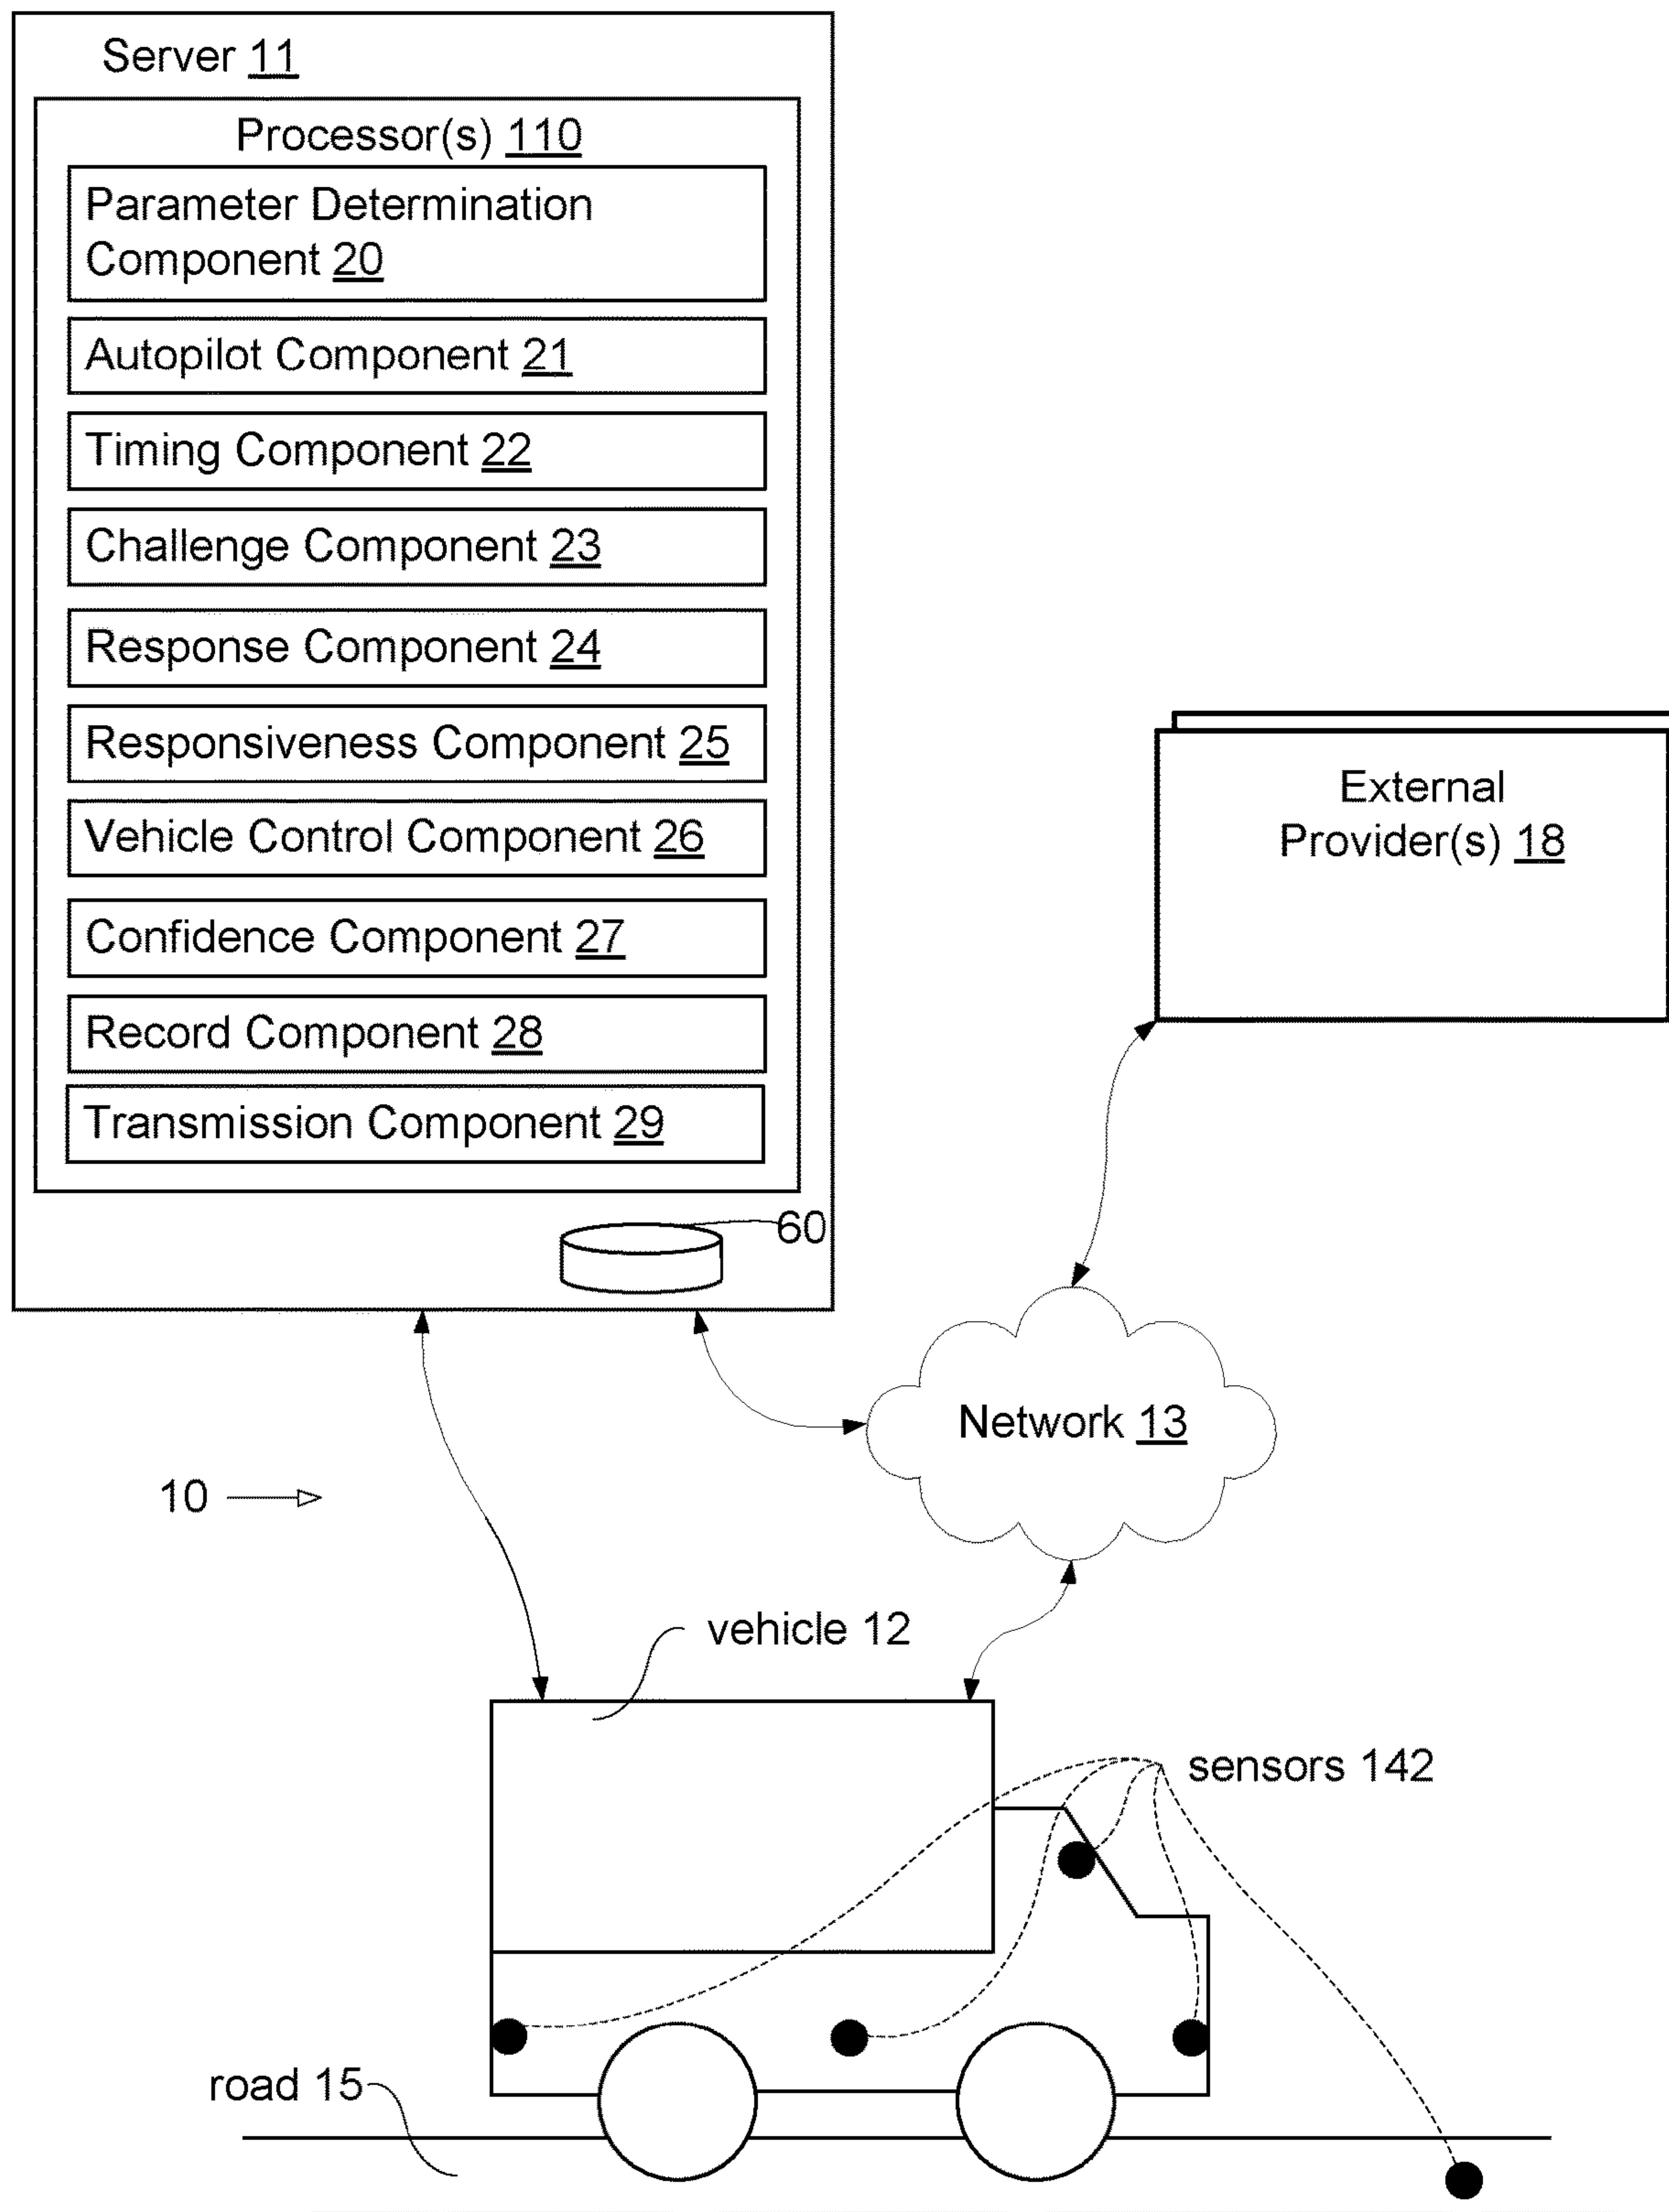 Server 11
Processor(s) 110
Parameter Determination
Component 20
Autopilot Component 21
Timing Component 22
Challenge Component 23
Response Component 24
Responsiveness Component 25
Vehicle Control Component 26
Confidence Component 27
Record Component 28
Transmission Component 29
60
External
Provider(s) 18
Network 13
10
vehicle 12
sensors 142
road 15